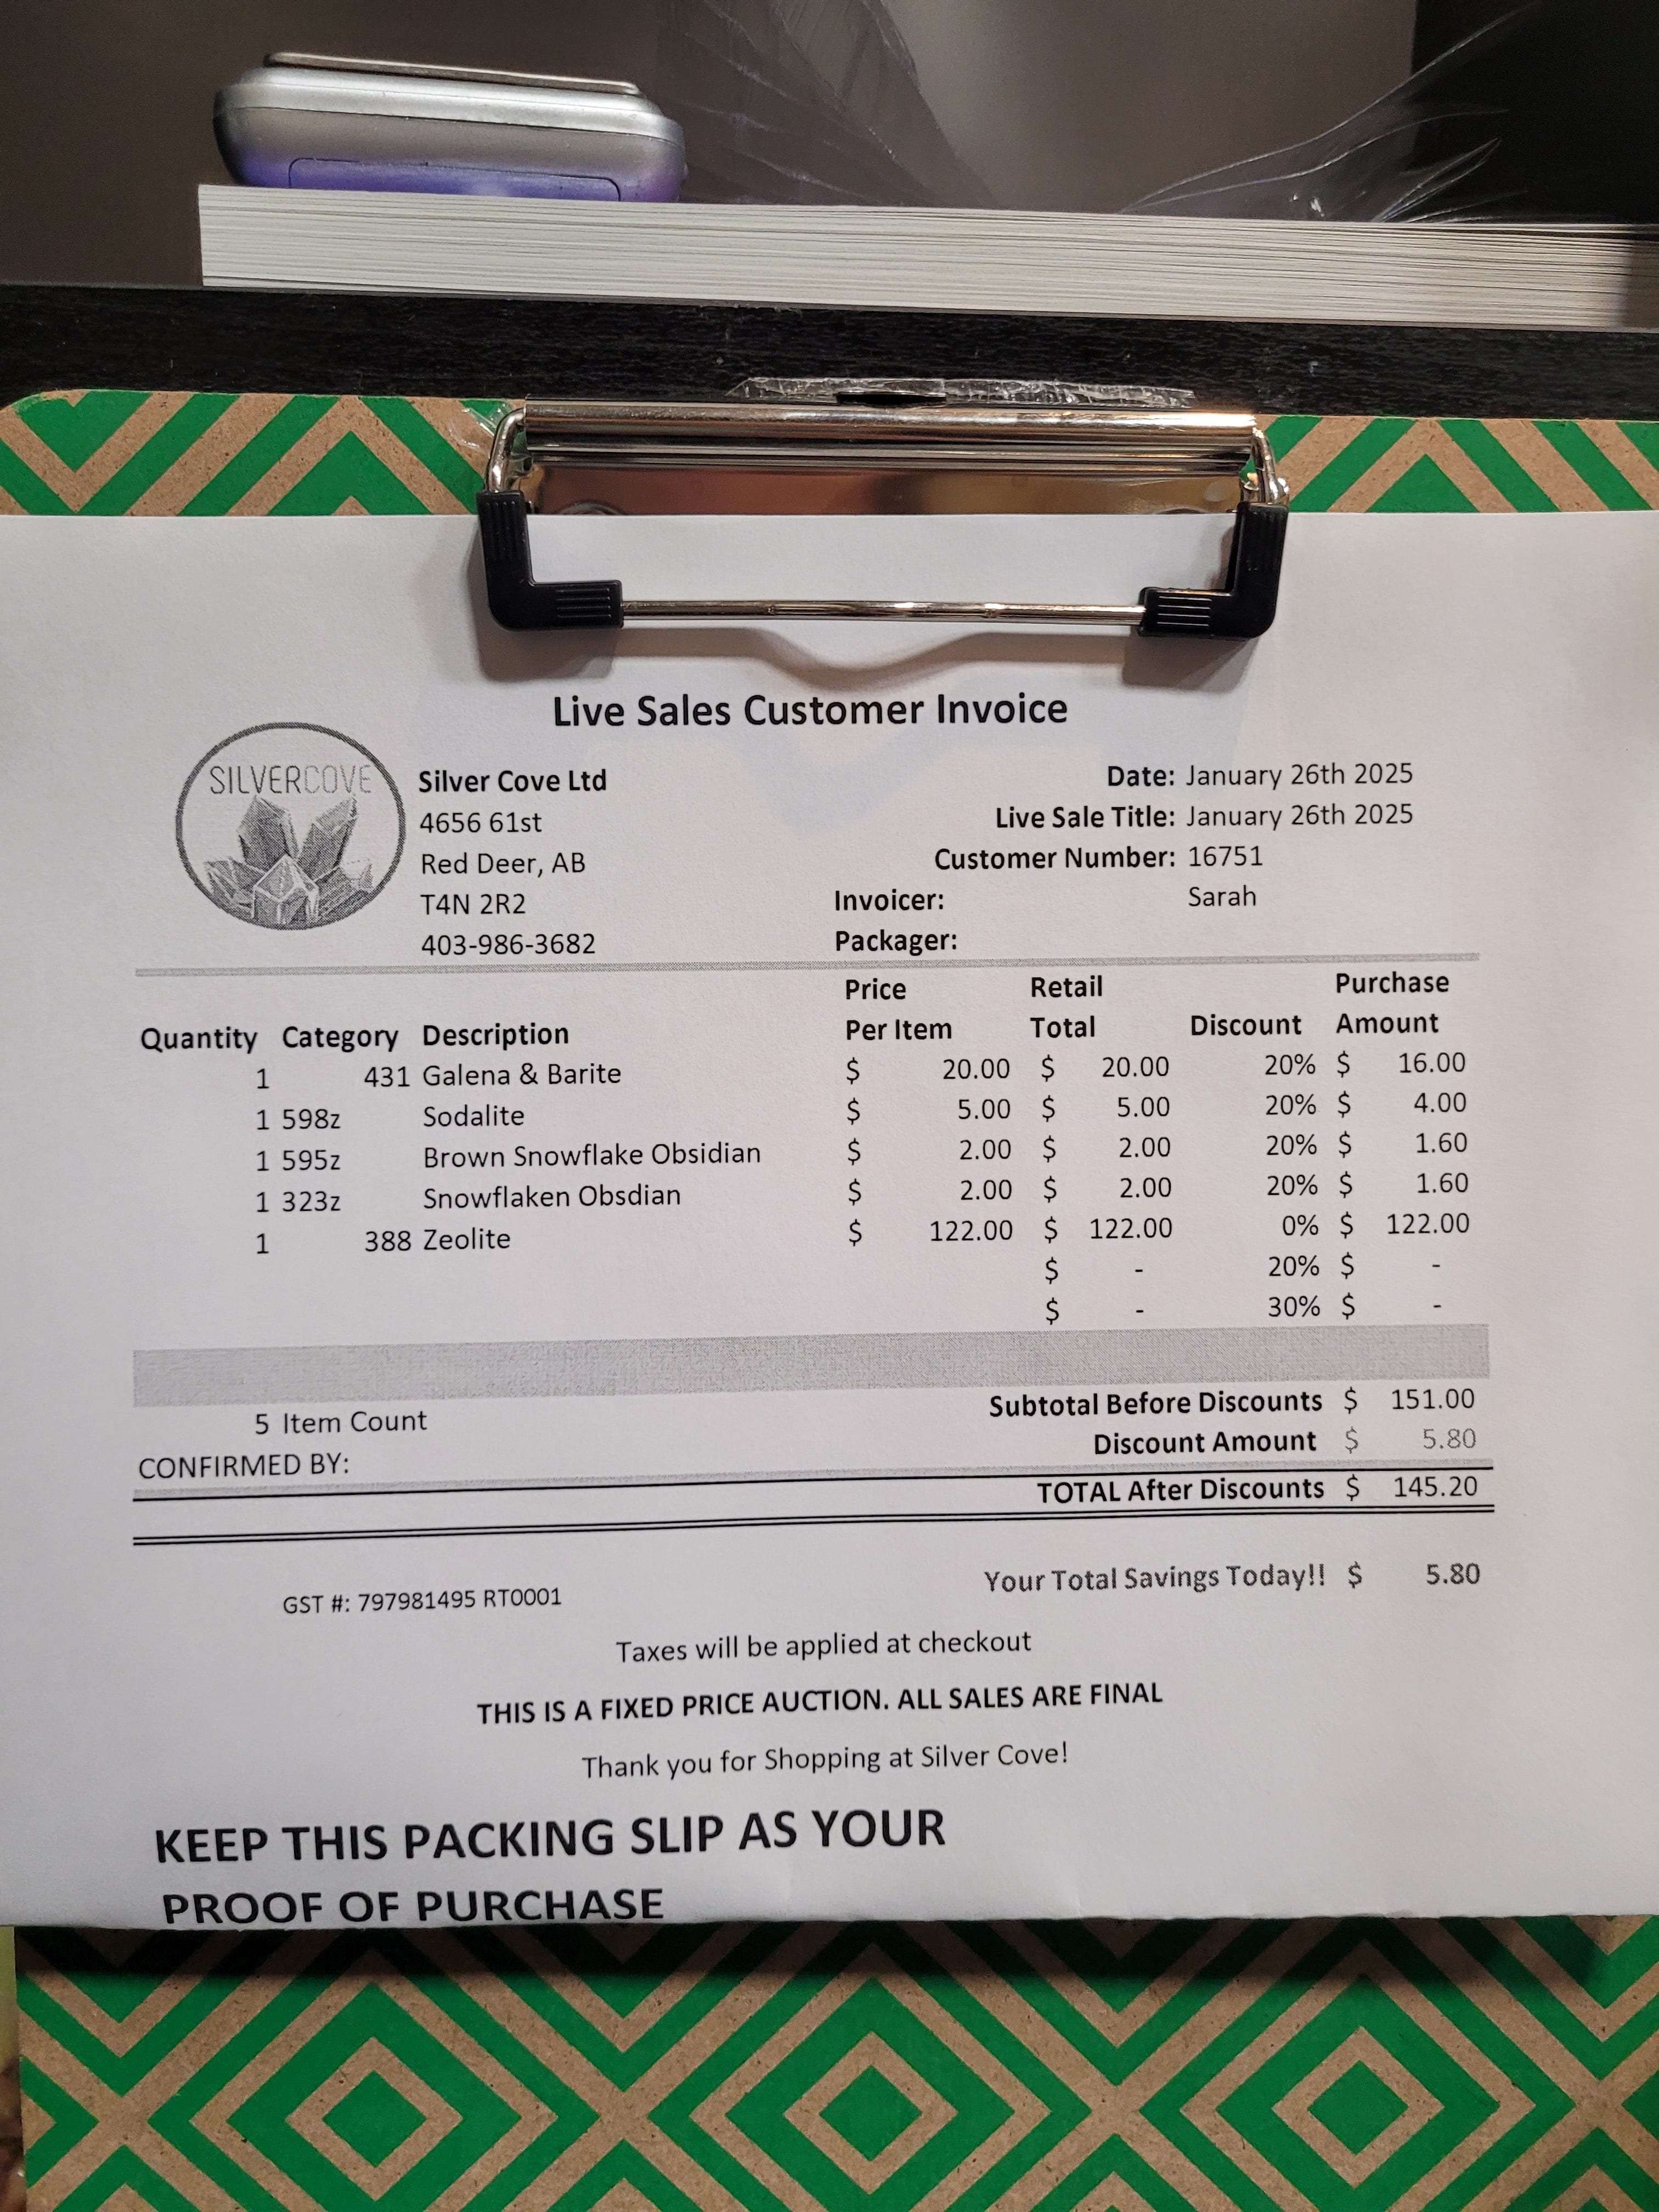 Live Sales Customer Invoice
SILVERCOVE
Silver Cove Ltd
4656 61st
Red Deer, AB
T4N 2R2
403-986-3682
Date: January 26th 2025
Live Sale Title: January 26th 2025
Customer Number: 16751
Invoicer: Sarah
Packager:
Quantity Category Description Price Per Item Retail Total Discount Purchase Amount
1 431 Galena & Barite $ 20.00 $ 20.00 20% $ 16.00
1 598z Sodalite $ 5.00 $ 5.00 20% $ 4.00
1 595z Brown Snowflake Obsidian $ 2.00 $ 2.00 20% $ 1.60
1 323z Snowflaken Obsdian $ 2.00 $ 2.00 20% $ 1.60
1 388 Zeolite $ 122.00 $ 122.00 0% $ 122.00
$ - 20% $ -
$ - 30% $ -
5 Item Count
Subtotal Before Discounts $ 151.00
Discount Amount $ 5.80
CONFIRMED BY:
TOTAL After Discounts $ 145.20
Your Total Savings Today!! $ 5.80
GST #: 797981495 RT0001
Taxes will be applied at checkout
THIS IS A FIXED PRICE AUCTION. ALL SALES ARE FINAL
Thank you for Shopping at Silver Cove!
KEEP THIS PACKING SLIP AS YOUR
PROOF OF PURCHASE